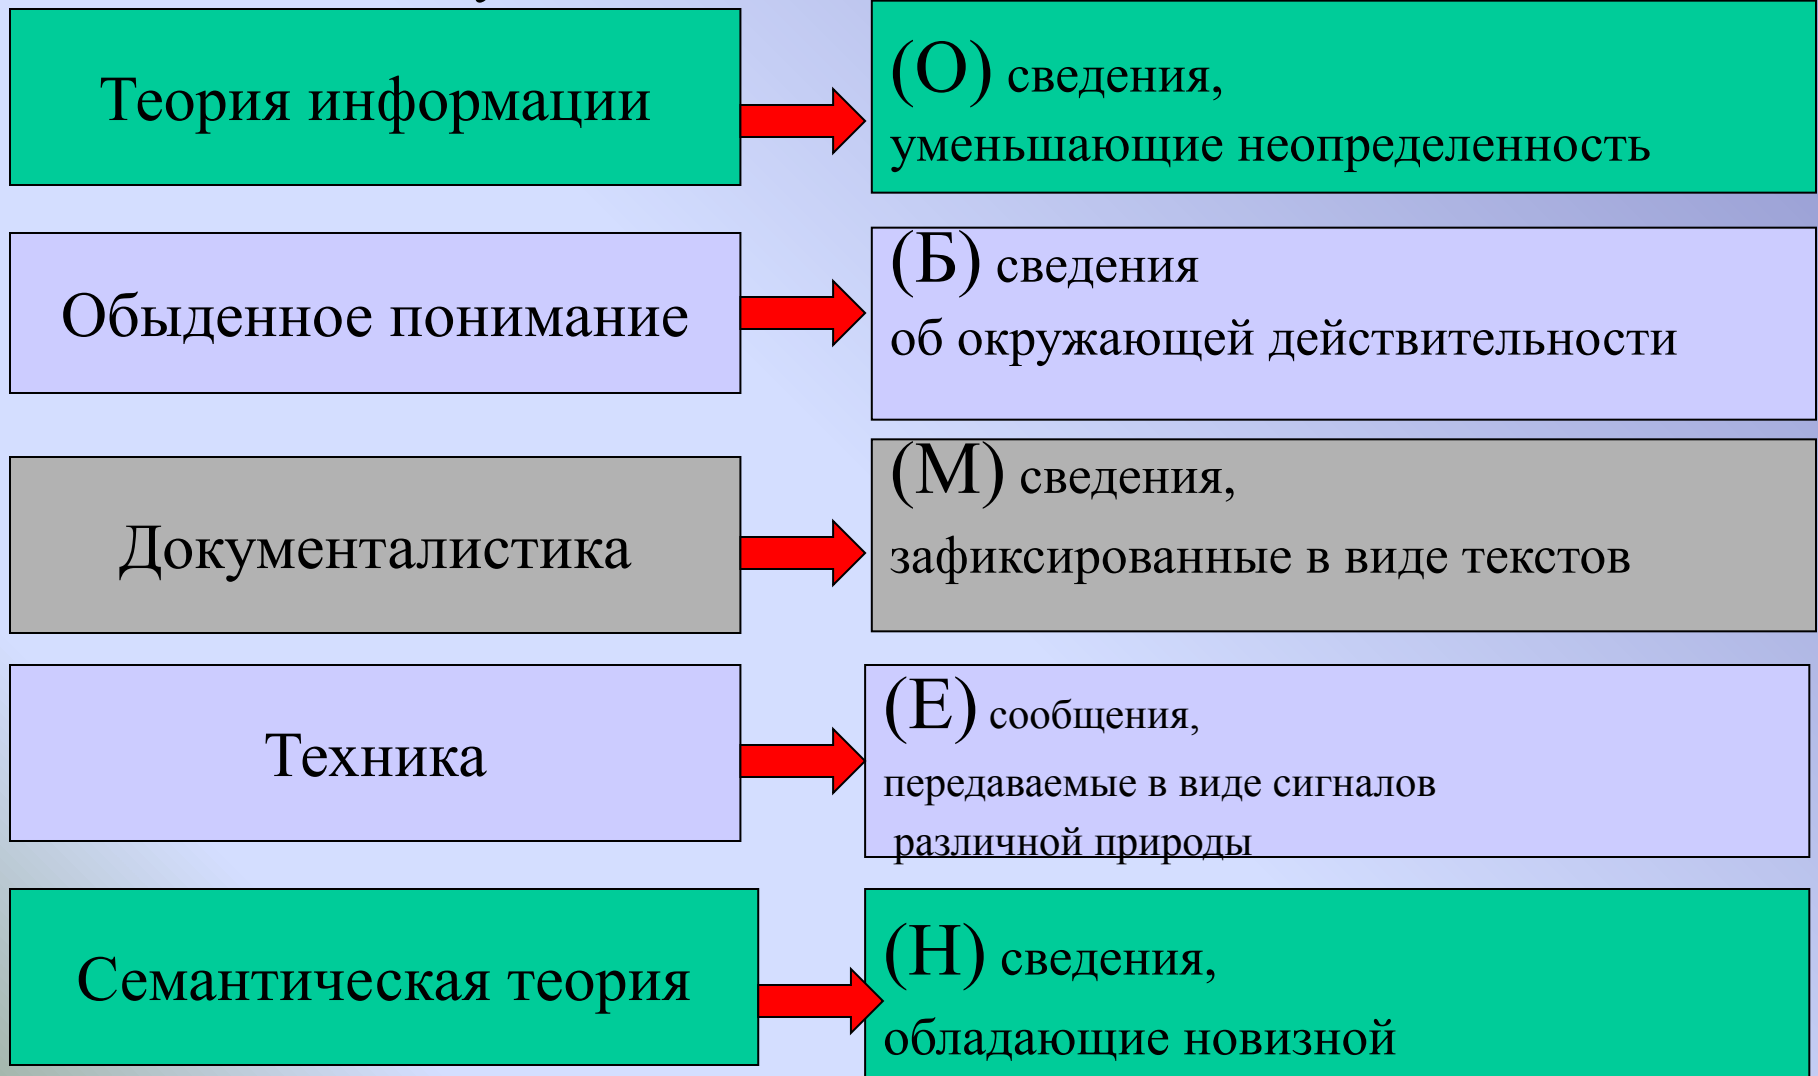 Теория информации
(О) сведения,
уменьшающие неопределенность
Обыденное понимание
(Б) сведения
об окружающей действительности
Документалистика
(М) сведения,
зафиксированные в виде текстов
Техника
(Е) сообщения,
передаваемые в виде сигналов
различной природы
Семантическая теория
(Н) сведения,
обладающие новизной